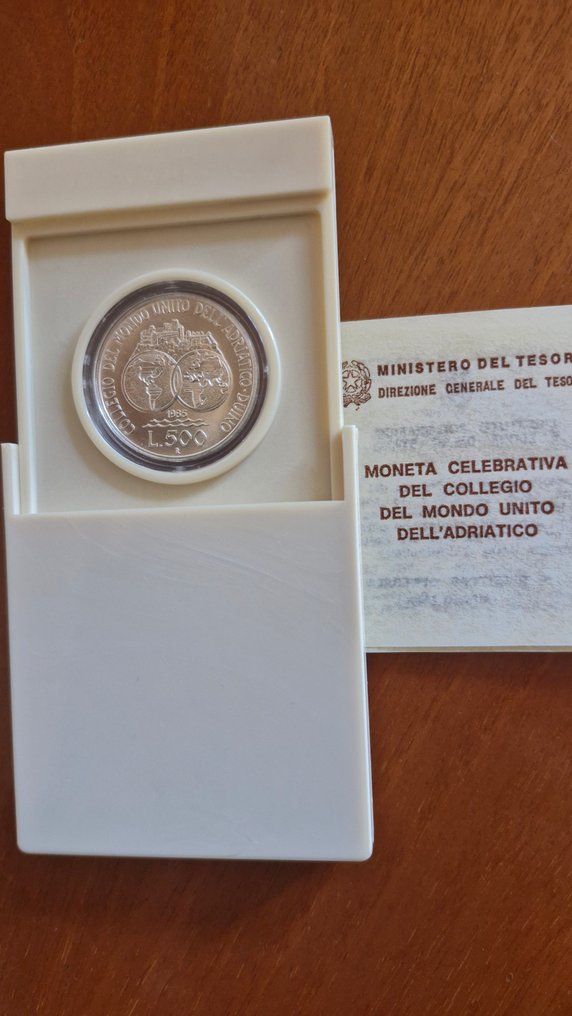 COLLEGIO DEL MONDO UNITO DELL'ADRIATICO DUINO
1985
L.500
R
MINISTERO DEL TESOR
DIREZIONE GENERALE DEL TESO
MONETA CELEBRATIVA
DEL COLLEGIO
DEL MONDO UNITO
DELL'ADRIATICO